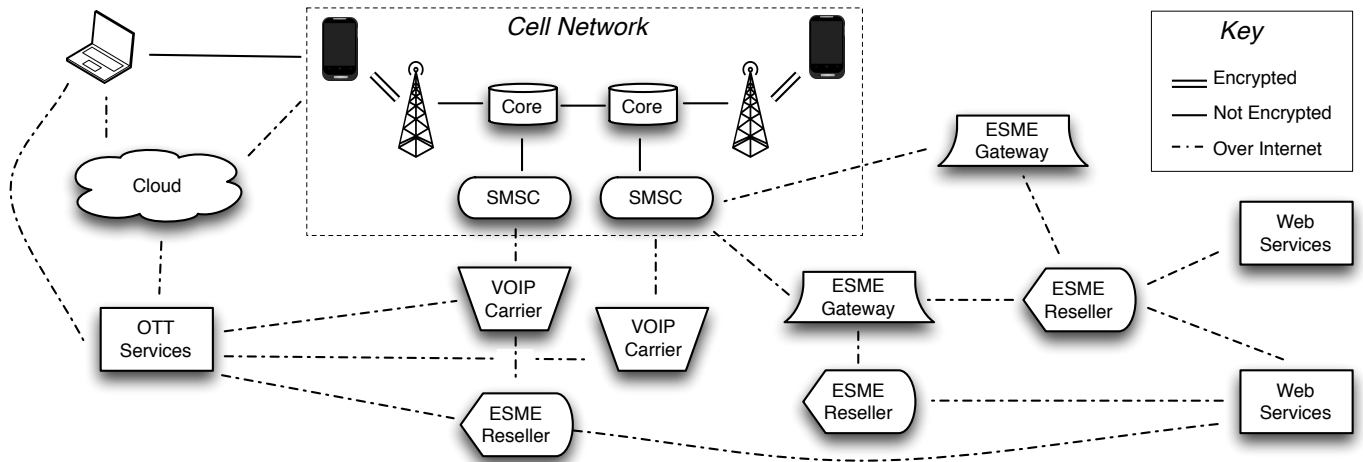 Cell Network
Key
Encrypted
Not Encrypted
Over Internet
Core
Core
ESME
Gateway
Cloud
SMSC
SMSC
Web
Services
VOIP
Carrier
ESME
Gateway
ESME
Reseller
OTT
Services
VOIP
Carrier
ESME
Reseller
ESME
Reseller
Web
Services